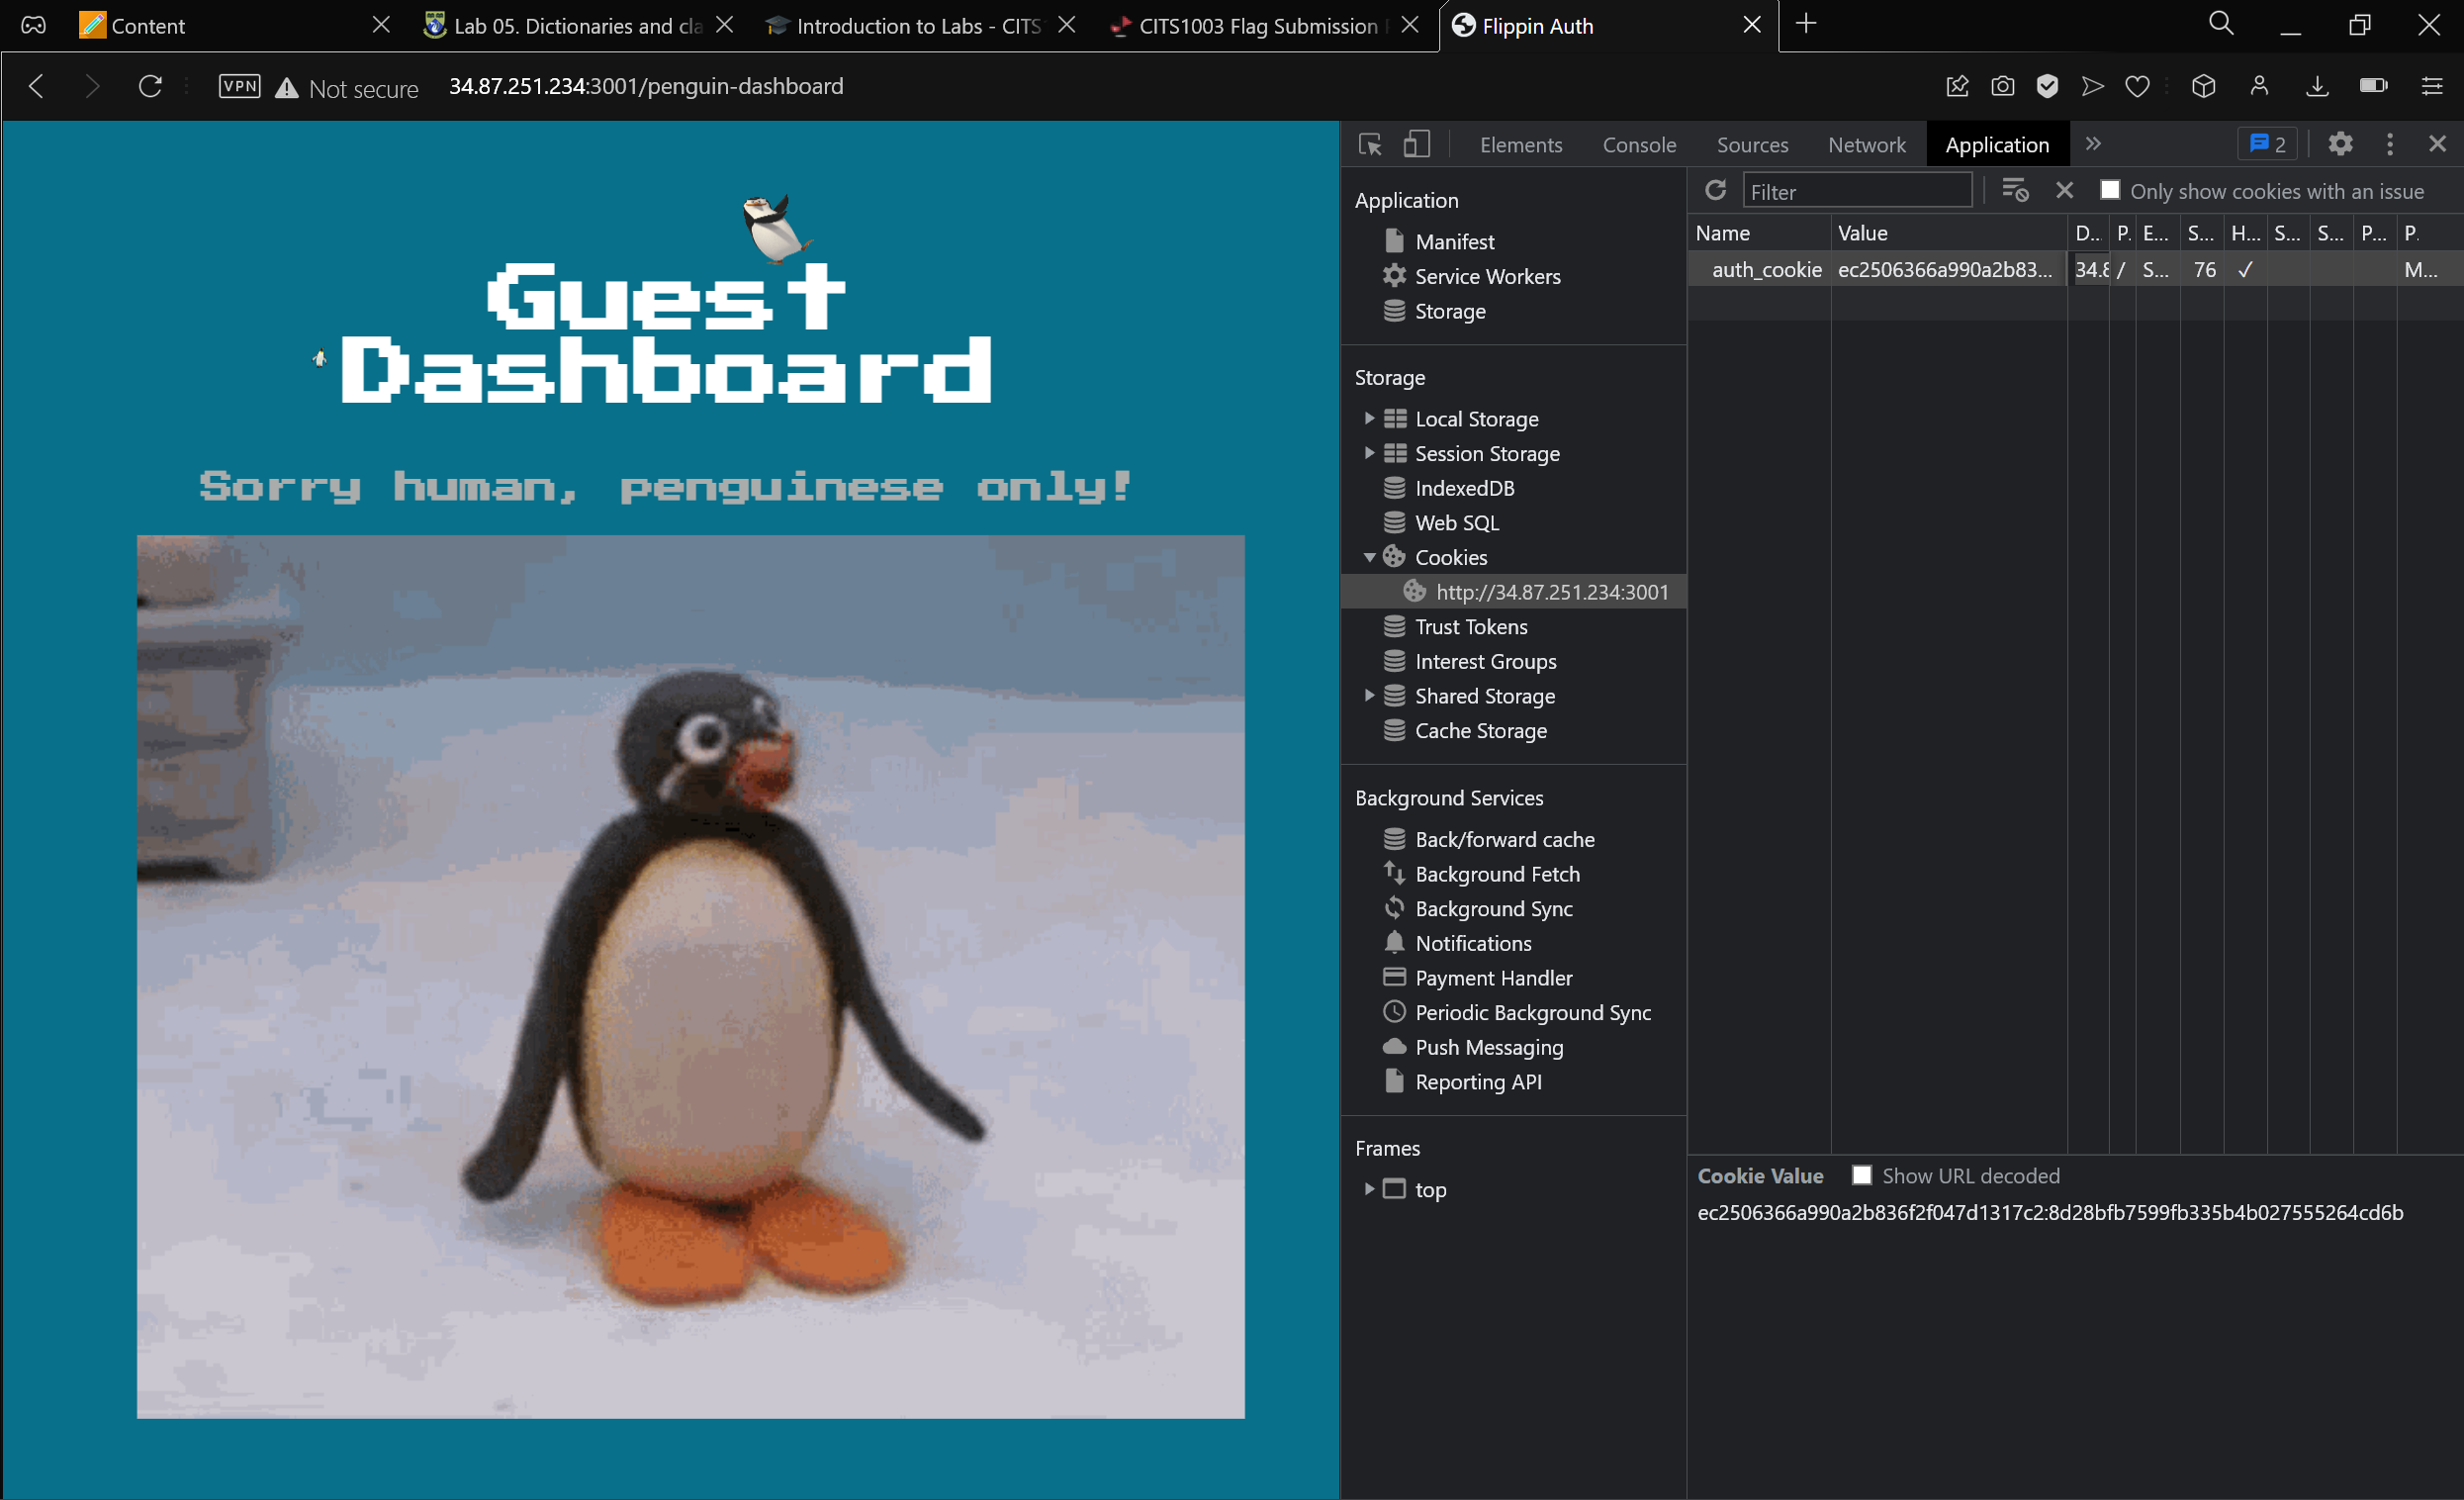 Content
Lab 05. Dictionaries and cla
Introduction to Labs - CITS
CITS1003 Flag Submission
Flippin Auth
VPN
Not secure
34.87.251.234:3001/penguin-dashboard
Guest
Dashboard
Sorry human, penguinese only!
Elements
Console
Sources
Network
Application
2
Application
Manifest
Service Workers
Storage
Storage
Local Storage
Session Storage
IndexedDB
Web SQL
Cookies
http://34.87.251.234:3001
Trust Tokens
Interest Groups
Shared Storage
Cache Storage
Background Services
Back/forward cache
Background Fetch
Background Sync
Notifications
Payment Handler
Periodic Background Sync
Push Messaging
Reporting API
Frames
top
Filter
Only show cookies with an issue
Name Value D... P. E... S... H... S... S... P... P.
auth_cookie ec2506366a990a2b83... 34.8 / S... 76 ✓ M...
Cookie Value Show URL decoded
ec2506366a990a2b836f2f047d1317c2:8d28bfb7599fb335b4b027555264cd6b